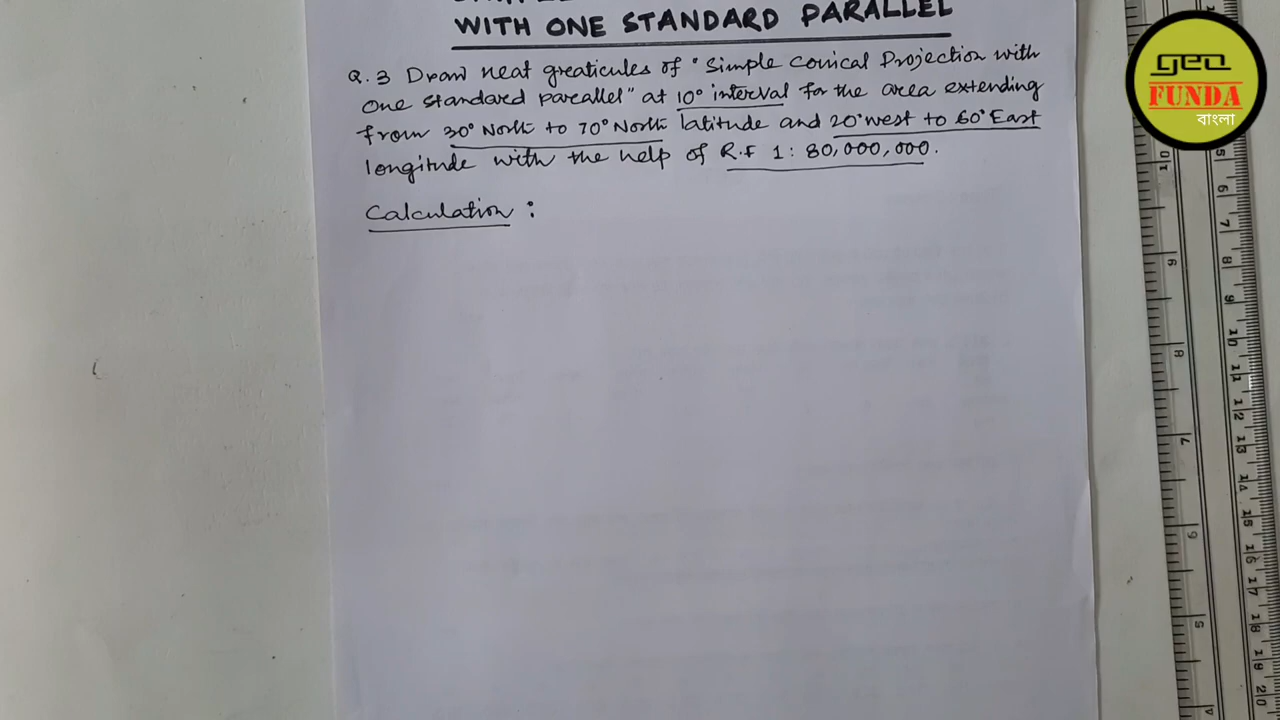 WITH ONE STANDARD PARALLEL
Q.3 Draw neat greaticules of "Simple Conical Projection with
One standard parallel" at 10° interval for the area extending
from 30° North to 70° North latitude and 20° west to 60° East
longitude with the help of R.F 1: 80,000,000.
Calculation :
geo
FUNDA
বাংলা